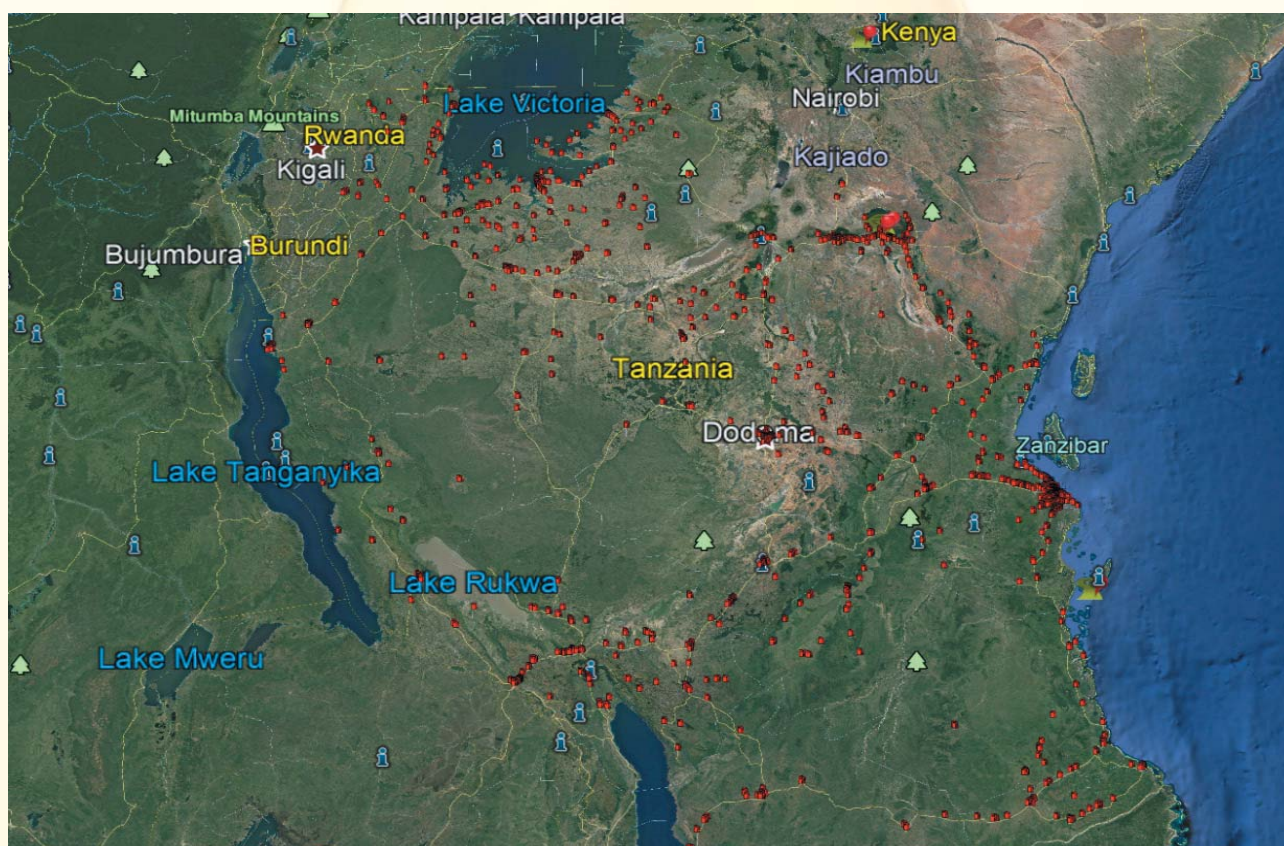 Kampala Kampala
Kenya
Kiambu
Lake Victoria
Nairobi
Mitumba Mountains
Rwanda
Kigali
Kajiado
Bujumbura
Burundi
Tanzania
Dodoma
Zanzibar
Lake Tanganyika
Lake Rukwa
Lake Mweru